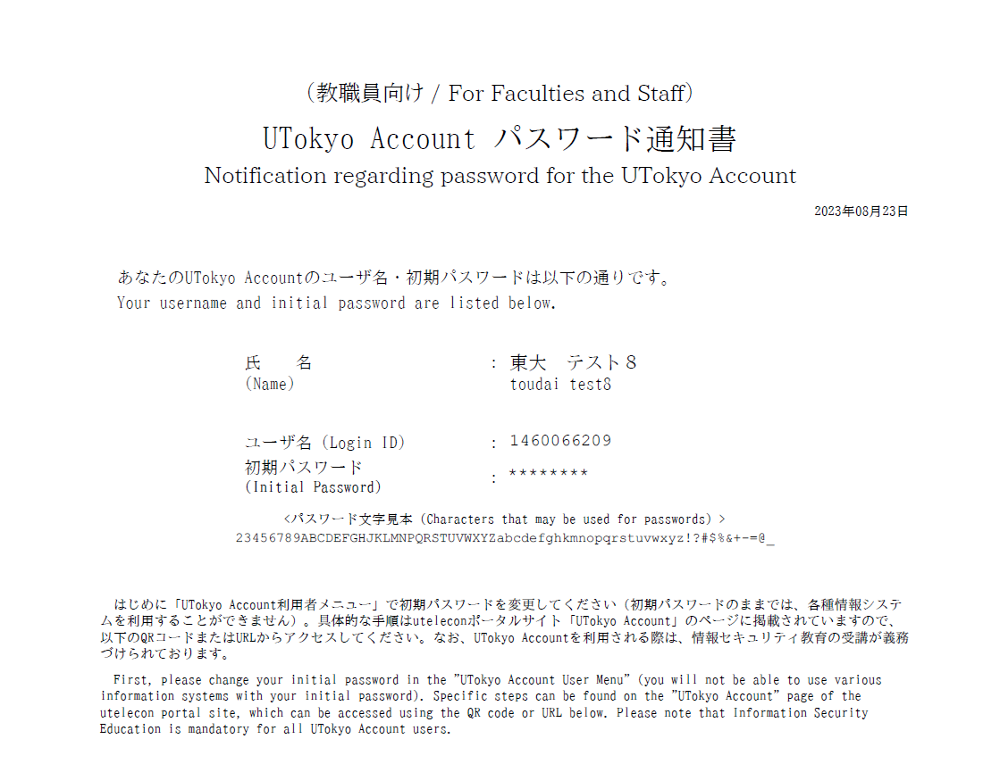 （教職員向け / For Faculties and Staff）
UTokyo Account パスワード通知書
Notification regarding password for the UTokyo Account
2023年08月23日
あなたのUTokyo Accountのユーザ名・初期パスワードは以下の通りです。
Your username and initial password are listed below.
氏　　名 : 東大　テスト８
(Name) toudai test8
ユーザ名 (Login ID) : 1460066209
初期パスワード
(Initial Password) : ********
<パスワード文字見本 (Characters that may be used for passwords) >
23456789ABCDEFGHJKLMNPQRSTUVWXYZabcdefghkmnopqrstuvwxyz!?#$%&+-=@_
はじめに「UTokyo Account利用者メニュー」で初期パスワードを変更してください（初期パスワードのままでは、各種情報システ
ムを利用することができません）。具体的な手順はuteleconポータルサイト「UTokyo Account」のページに掲載されていますので、
以下のQRコードまたはURLからアクセスしてください。なお、UTokyo Accountを利用される際は、情報セキュリティ教育の受講が義務
づけられております。
First, please change your initial password in the ”UTokyo Account User Menu” (you will not be able to use various
information systems with your initial password). Specific steps can be found on the ”UTokyo Account” page of the
utelecon portal site, which can be accessed using the QR code or URL below. Please note that Information Security
Education is mandatory for all UTokyo Account users.